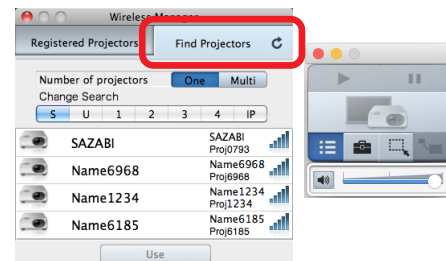 Wireless Manager
Registered Projectors
Find Projectors
Number of projectors One Multi
Change Search
S U 1 2 3 4 IP
SAZABI
SAZABI
Proj0793
Name6968
Name6968
Proj6968
Name1234
Name1234
Proj1234
Name6185
Name6185
Proj6185
Use